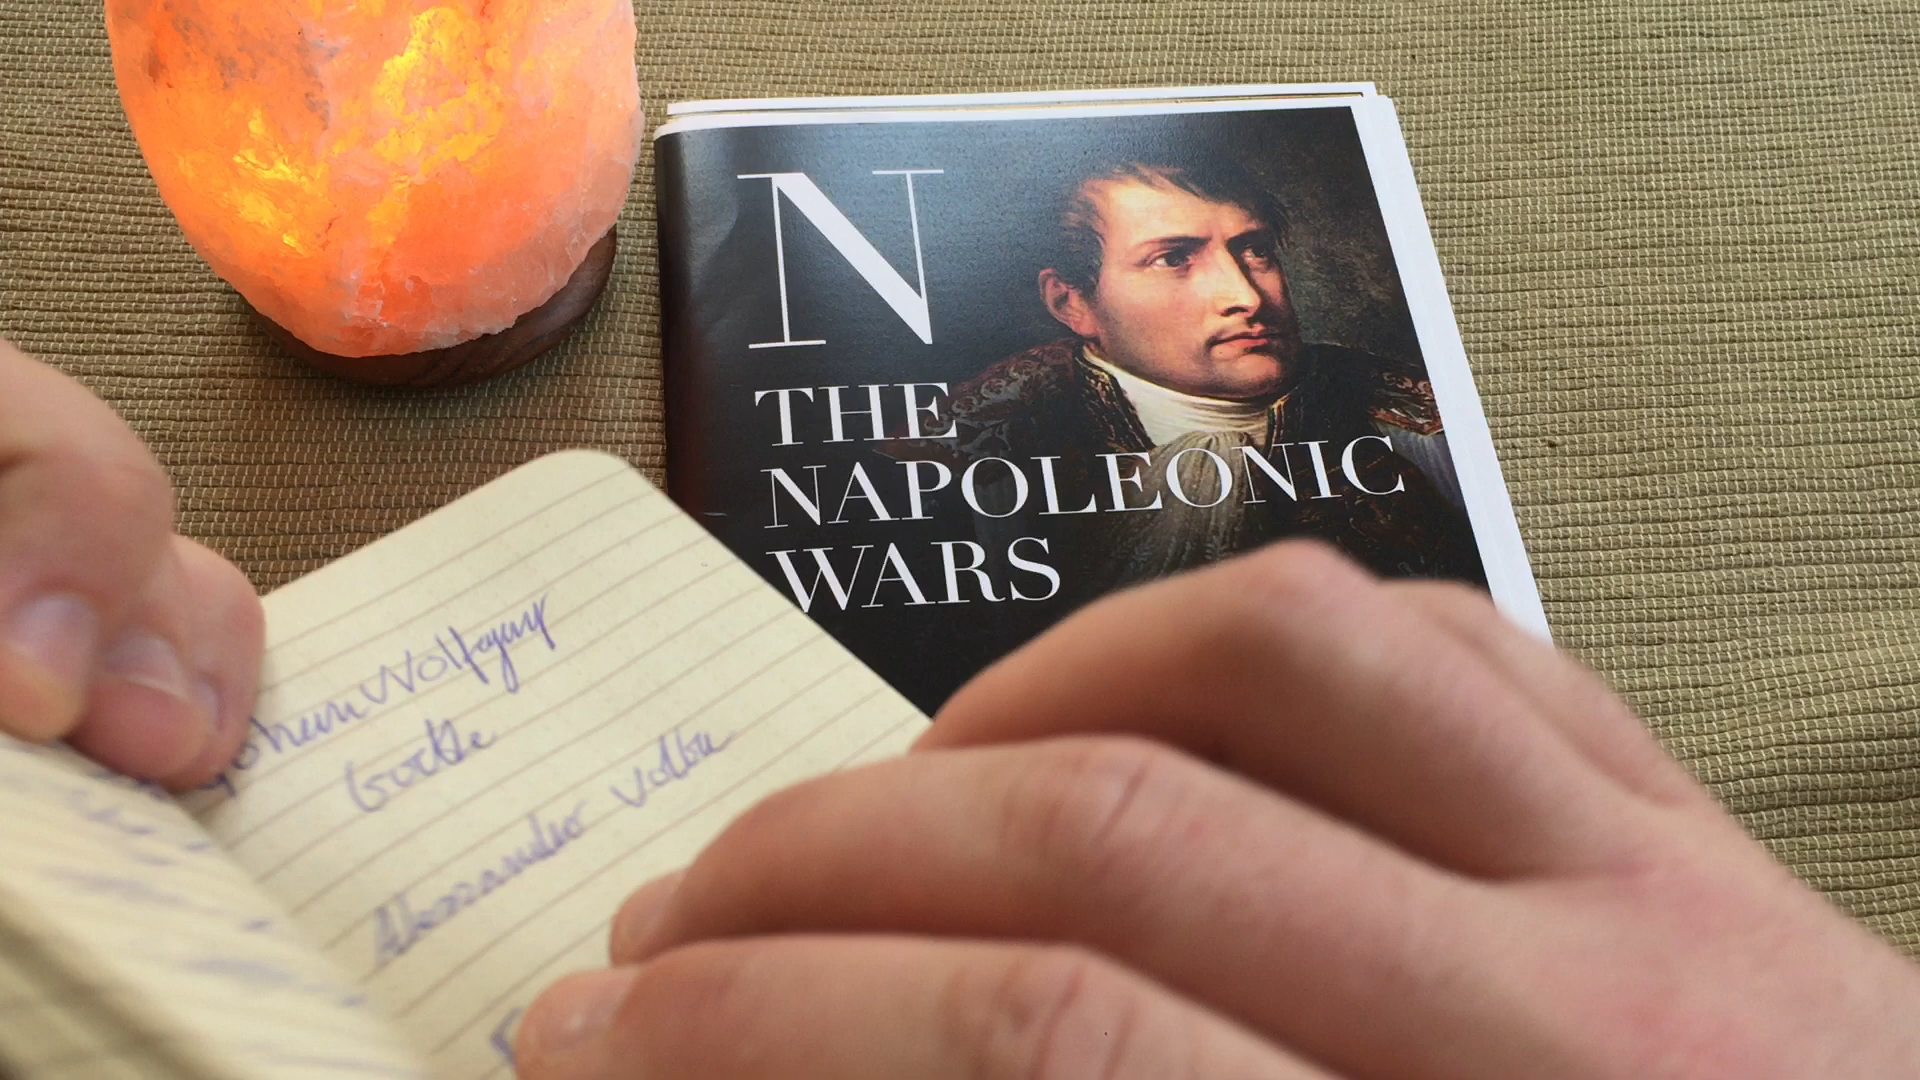 N
THE
NAPOLEONIC
WARS
Johann Wolfgang
Goethe
Alessandro Volta